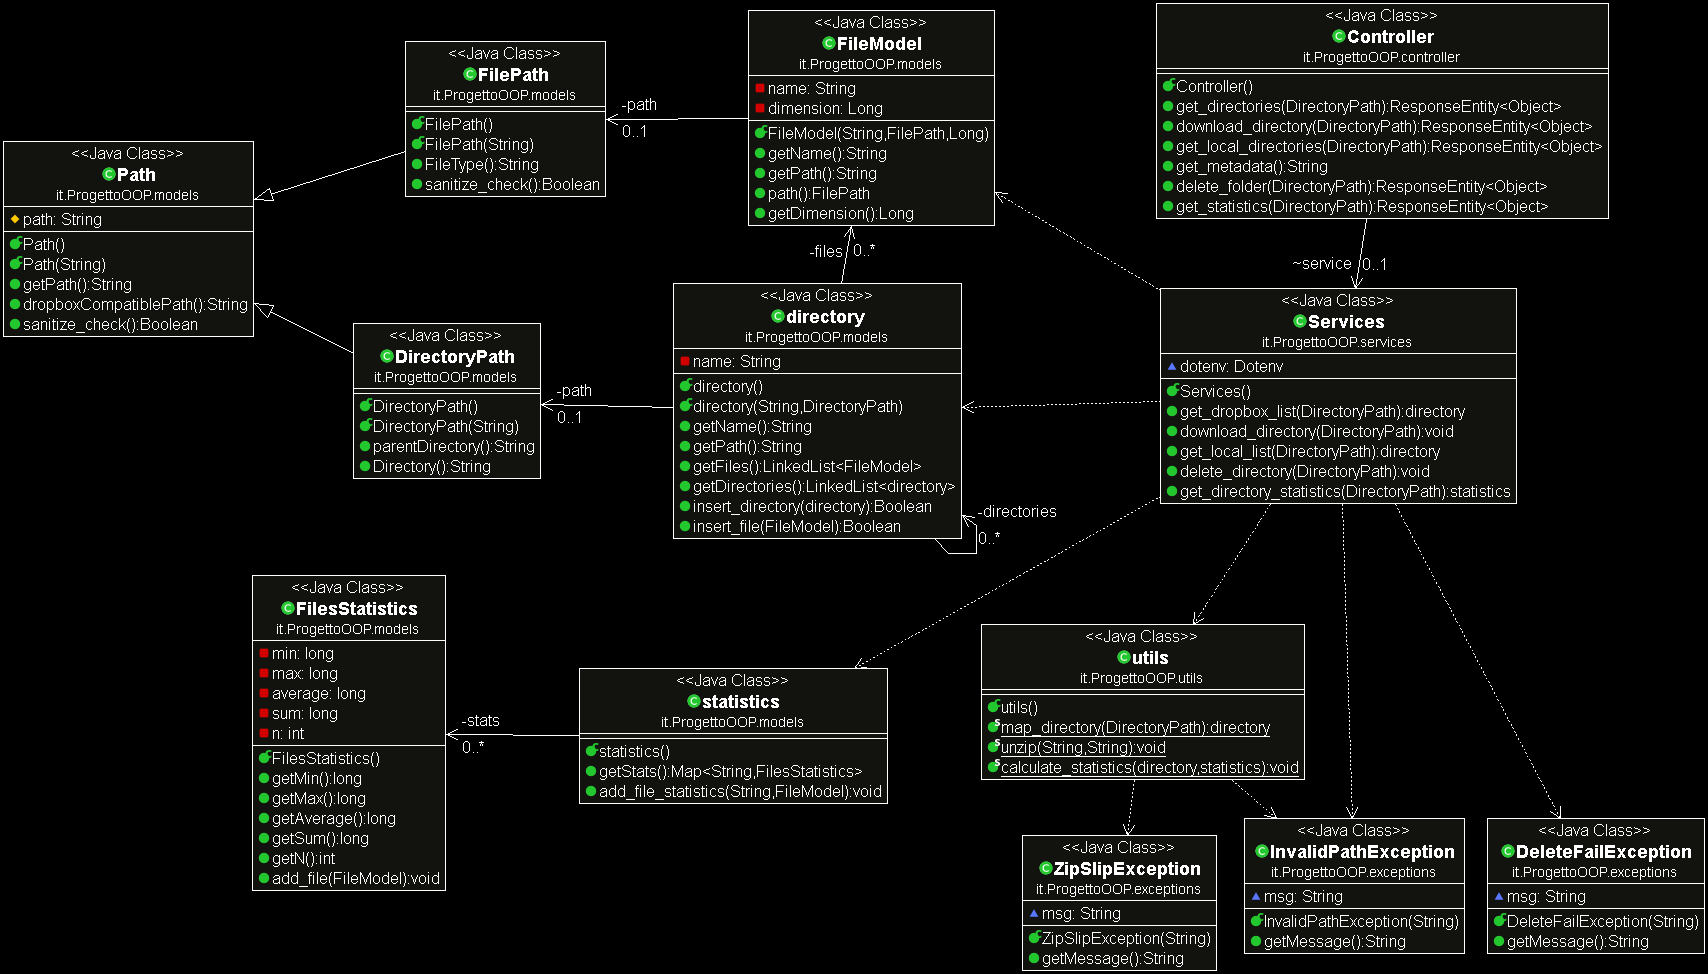 <<Java Class>>
Path
it.ProgettoOOP.models
path: String
Path()
Path(String)
getPath():String
dropboxCompatiblePath():String
sanitize_check():Boolean
<<Java Class>>
FilePath
it.ProgettoOOP.models
FilePath()
FilePath(String)
FileType():String
sanitize_check():Boolean
-path
0..1
<<Java Class>>
FileModel
it.ProgettoOOP.models
name: String
dimension: Long
FileModel(String,FilePath,Long)
getName():String
getPath():String
path():FilePath
getDimension():Long
-files
0..*
<<Java Class>>
Controller
it.ProgettoOOP.controller
Controller()
get_directories(DirectoryPath):ResponseEntity<Object>
download_directory(DirectoryPath):ResponseEntity<Object>
get_local_directories(DirectoryPath):ResponseEntity<Object>
get_metadata():String
delete_folder(DirectoryPath):ResponseEntity<Object>
get_statistics(DirectoryPath):ResponseEntity<Object>
~service
0..1
<<Java Class>>
DirectoryPath
it.ProgettoOOP.models
DirectoryPath()
DirectoryPath(String)
parentDirectory():String
Directory():String
-path
0..1
<<Java Class>>
directory
it.ProgettoOOP.models
name: String
directory()
directory(String,DirectoryPath)
getName():String
getPath():String
getFiles():LinkedList<FileModel>
getDirectories():LinkedList<directory>
insert_directory(directory):Boolean
insert_file(FileModel):Boolean
-directories
0..*
<<Java Class>>
Services
it.ProgettoOOP.services
dotenv: Dotenv
Services()
get_dropbox_list(DirectoryPath):directory
download_directory(DirectoryPath):void
get_local_list(DirectoryPath):directory
delete_directory(DirectoryPath):void
get_directory_statistics(DirectoryPath):statistics
<<Java Class>>
FilesStatistics
it.ProgettoOOP.models
min: long
max: long
average: long
sum: long
n: int
FilesStatistics()
getMin():long
getMax():long
getAverage():long
getSum():long
getN():int
add_file(FileModel):void
-stats
0..*
<<Java Class>>
statistics
it.ProgettoOOP.models
statistics()
getStats():Map<String,FilesStatistics>
add_file_statistics(String,FileModel):void
<<Java Class>>
utils
it.ProgettoOOP.utils
utils()
map_directory(DirectoryPath):directory
unzip(String,String):void
calculate_statistics(directory,statistics):void
<<Java Class>>
ZipSlipException
it.ProgettoOOP.exceptions
msg: String
ZipSlipException(String)
getMessage():String
<<Java Class>>
InvalidPathException
it.ProgettoOOP.exceptions
msg: String
InvalidPathException(String)
getMessage():String
<<Java Class>>
DeleteFailException
it.ProgettoOOP.exceptions
msg: String
DeleteFailException(String)
getMessage():String